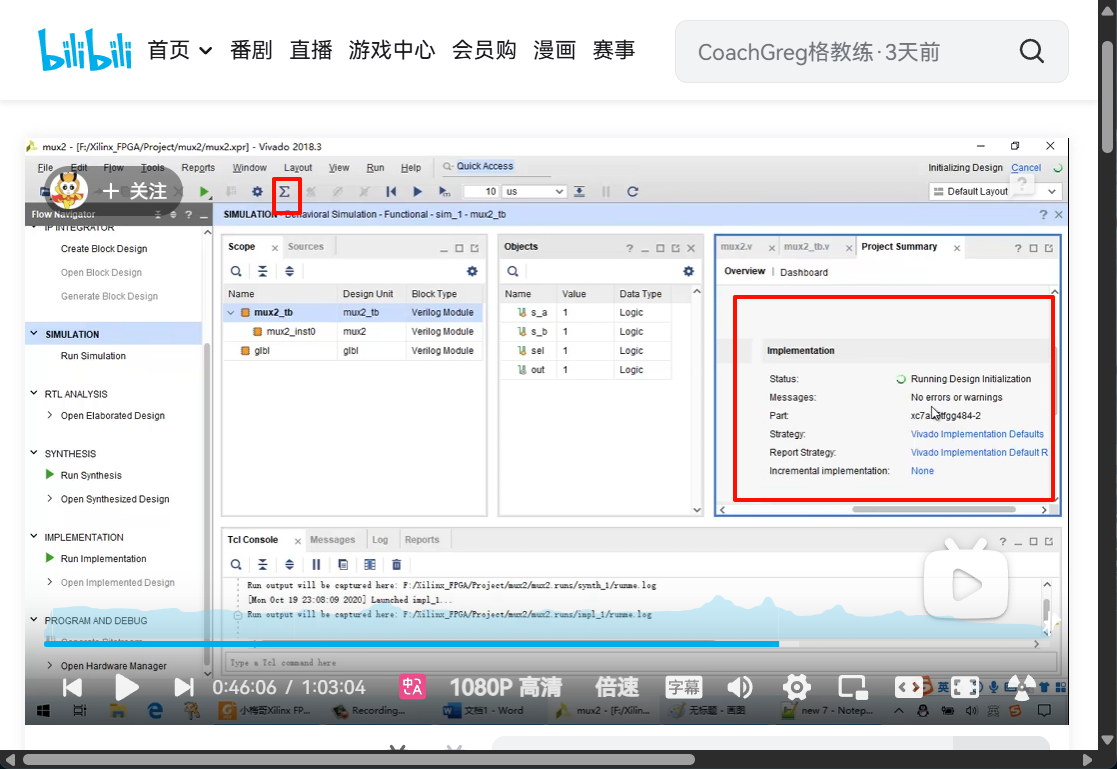 bilibili 首页 番剧 直播 游戏中心 会员购 漫画 赛事 CoachGreg格教练·3天前
mux2 - [F:/Xilinx_FPGA/Project/mux2/mux2.xpr] - Vivado 2018.3
File Edit Flow Tools Reports Window Layout View Run Help Quick Access Initializing Design Cancel
+ 关注 10 us Default Layout
Flow Navigator SIMULATION - Behavioral Simulation - Functional - sim_1 - mux2_tb
IP INTEGRATOR
Create Block Design
Open Block Design
Generate Block Design
SIMULATION
Run Simulation
RTL ANALYSIS
Open Elaborated Design
SYNTHESIS
Run Synthesis
Open Synthesized Design
IMPLEMENTATION
Run Implementation
Open Implemented Design
PROGRAM AND DEBUG
Generate Bitstream
Open Hardware Manager
Scope Sources
Name Design Unit Block Type
mux2_tb mux2_tb Verilog Module
mux2_inst0 mux2 Verilog Module
glbl glbl Verilog Module
Objects
Name Value Data Type
s_a 1 Logic
s_b 1 Logic
sel 1 Logic
out 1 Logic
mux2.v mux2_tb.v Project Summary
Overview | Dashboard
Implementation
Status: Running Design Initialization
Messages: No errors or warnings
Part: tfgg484-2
Strategy: Vivado Implementation Defaults
Report Strategy: Vivado Implementation Default R
Incremental implementation: None
Tcl Console Messages Log Reports
Run output will be captured here: F:/Xilinx_FPGA/Project/mux2/mux2.runs/synth_1/runme.log
[Mon Oct 19 23:08:09 2020] Launched impl_1...
Run output will be captured here: F:/Xilinx_FPGA/Project/mux2/mux2.runs/impl_1/runme.log
Type a Tcl command here
0:46:06 / 1:03:04 1080P 高清 倍速 字幕 英
小梅哥Xilinx FP... Recording... 文档1 - Word mux2 - [F:/Xilin... 无标题 - 画图 new 7 - Notep...